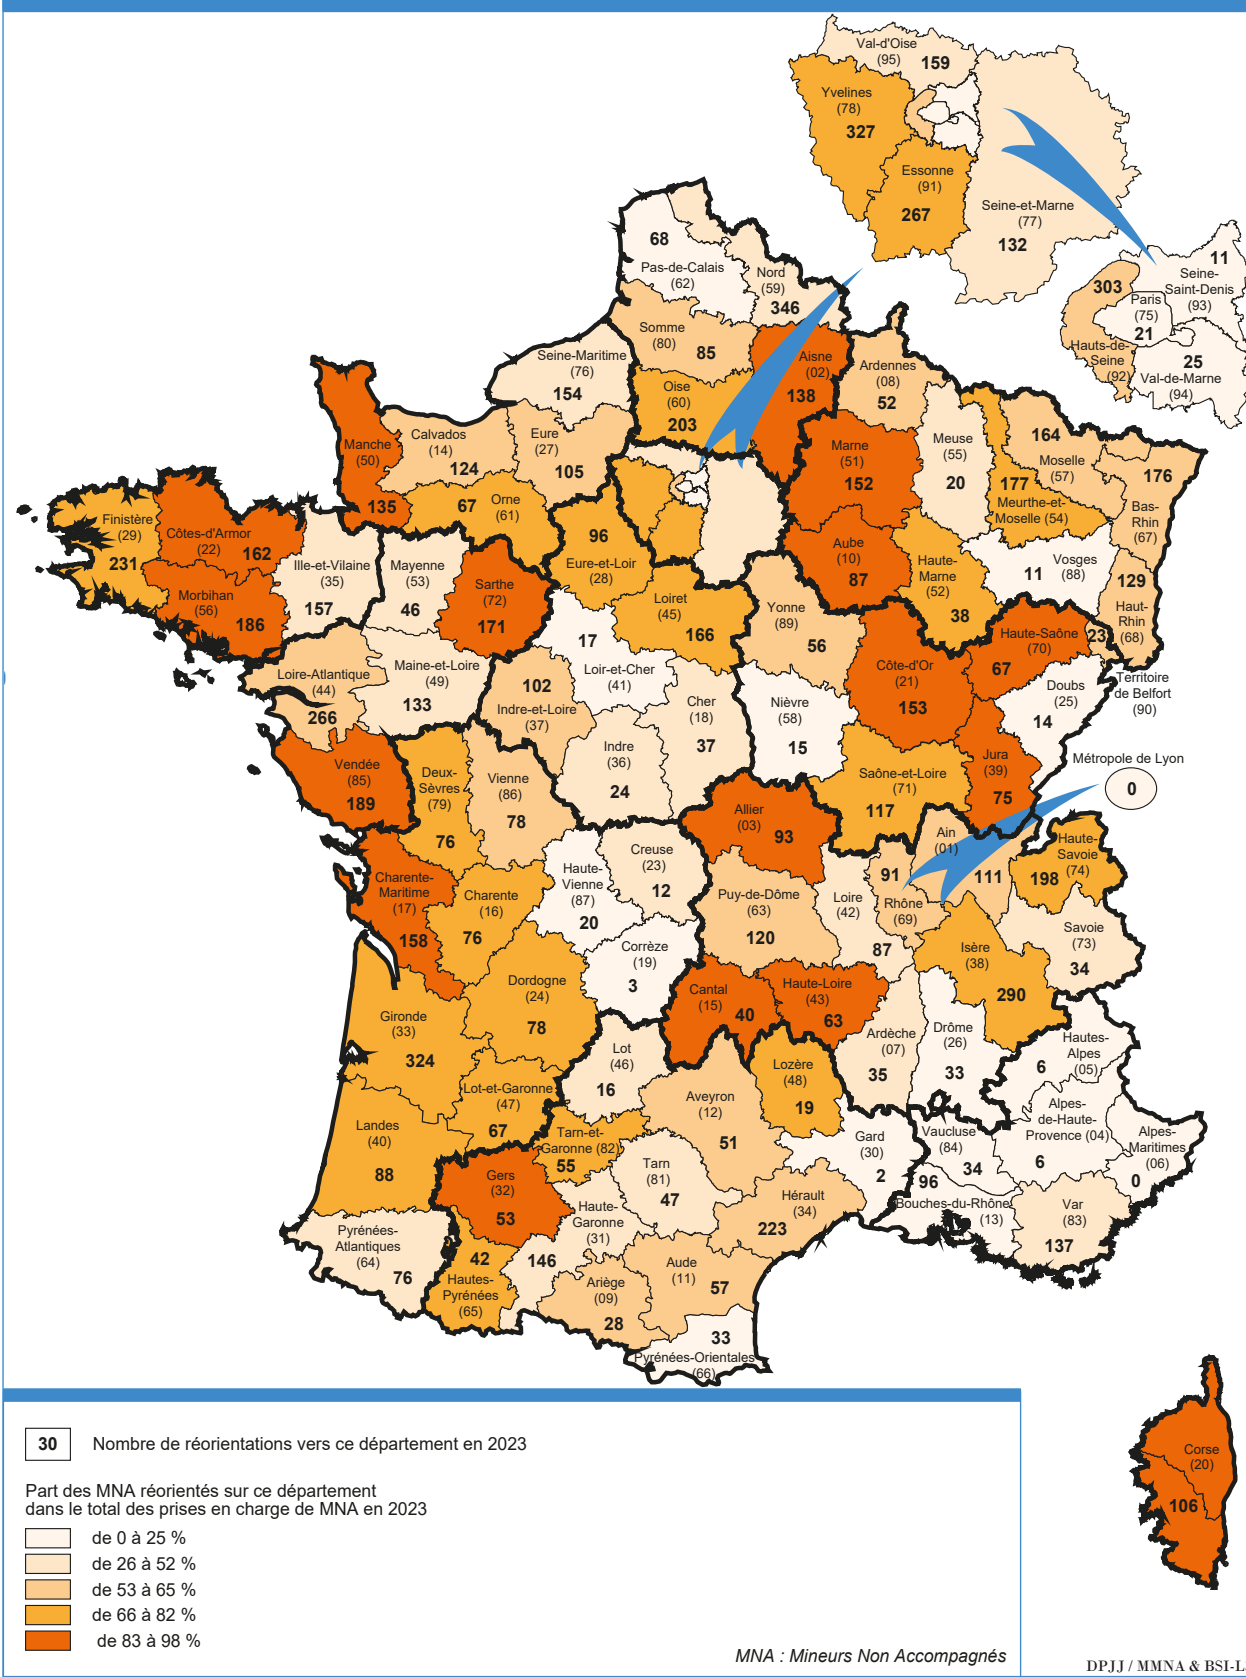 Val-d'Oise
(95)
159
Yvelines
(78)
327
Essonne
(91)
267
Seine-et-Marne
(77)
132
11
Seine-
Saint-Denis
(93)
303
Paris
(75)
21
Hauts-de-
Seine
(92)
25
Val-de-Marne
(94)
68
Pas-de-Calais
(62)
Nord
(59)
346
Somme
(80)
85
Seine-Maritime
(76)
154
Oise
(60)
203
Aisne
(02)
138
Ardennes
(08)
52
Manche
(50)
135
Calvados
(14)
124
Eure
(27)
105
67
Orne
(61)
Marne
(51)
152
Meuse
(55)
20
164
Moselle
(57)
177
Meurthe-et-
Moselle (54)
176
Bas-
Rhin
(67)
Finistère
(29)
231
Côtes-d'Armor
(22)
162
Morbihan
(56)
186
Ille-et-Vilaine
(35)
157
Mayenne
(53)
46
Sarthe
(72)
171
96
Eure-et-Loir
(28)
Loiret
(45)
166
Aube
(10)
87
Haute-
Marne
(52)
38
11
Vosges
(88)
129
Haut-
Rhin
(68)
Yonne
(89)
56
Côte-d'Or
(21)
153
Haute-Saône
(70)
67
23
Territoire
de Belfort
(90)
Doubs
(25)
14
Loire-Atlantique
(44)
266
Maine-et-Loire
(49)
133
102
Indre-et-Loire
(37)
17
Loir-et-Cher
(41)
Cher
(18)
37
Nièvre
(58)
15
Indre
(36)
24
Vendée
(85)
189
Deux-
Sèvres
(79)
76
Vienne
(86)
78
Saône-et-Loire
(71)
117
Jura
(39)
75
Métropole de Lyon
0
Allier
(03)
93
Ain
(01)
111
Haute-
Savoie
(74)
198
Charente-
Maritime
(17)
158
Charente
(16)
76
Haute-
Vienne
(87)
20
Creuse
(23)
12
Puy-de-Dôme
(63)
120
Loire
(42)
87
91
Rhône
(69)
Savoie
(73)
34
Isère
(38)
290
Corrèze
(19)
3
Dordogne
(24)
78
Gironde
(33)
324
Cantal
(15)
40
Haute-Loire
(43)
63
Ardèche
(07)
35
Drôme
(26)
33
Hautes-
Alpes
(05)
6
Lot
(46)
16
Lot-et-Garonne
(47)
67
Aveyron
(12)
51
Lozère
(48)
19
Alpes-
de-Haute-
Provence (04)
6
Alpes-
Maritimes
(06)
0
Landes
(40)
88
Tarn-et-
Garonne (82)
55
Gers
(32)
53
Tarn
(81)
47
Gard
(30)
2
Vaucluse
(84)
34
96
Bouches-du-Rhône
(13)
Var
(83)
137
Hérault
(34)
223
Haute-
Garonne
(31)
146
Pyrénées-
Atlantiques
(64)
76
42
Hautes-
Pyrénées
(65)
Ariège
(09)
28
Aude
(11)
57
33
Pyrénées-Orientales
(66)
Corse
(20)
106
30 Nombre de réorientations vers ce département en 2023
Part des MNA réorientés sur ce département
dans le total des prises en charge de MNA en 2023
de 0 à 25 %
de 26 à 52 %
de 53 à 65 %
de 66 à 82 %
de 83 à 98 %
MNA : Mineurs Non Accompagnés
DPJJ / MMNA & BSI-L